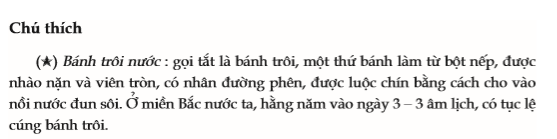 Chú thích
(★) Bánh trôi nước : gọi tắt là bánh trôi, một thứ bánh làm từ bột nếp, được
nhào nặn và viên tròn, có nhân đường phên, được luộc chín bằng cách cho vào
nồi nước đun sôi. Ở miền Bắc nước ta, hằng năm vào ngày 3 – 3 âm lịch, có tục lệ
cúng bánh trôi.